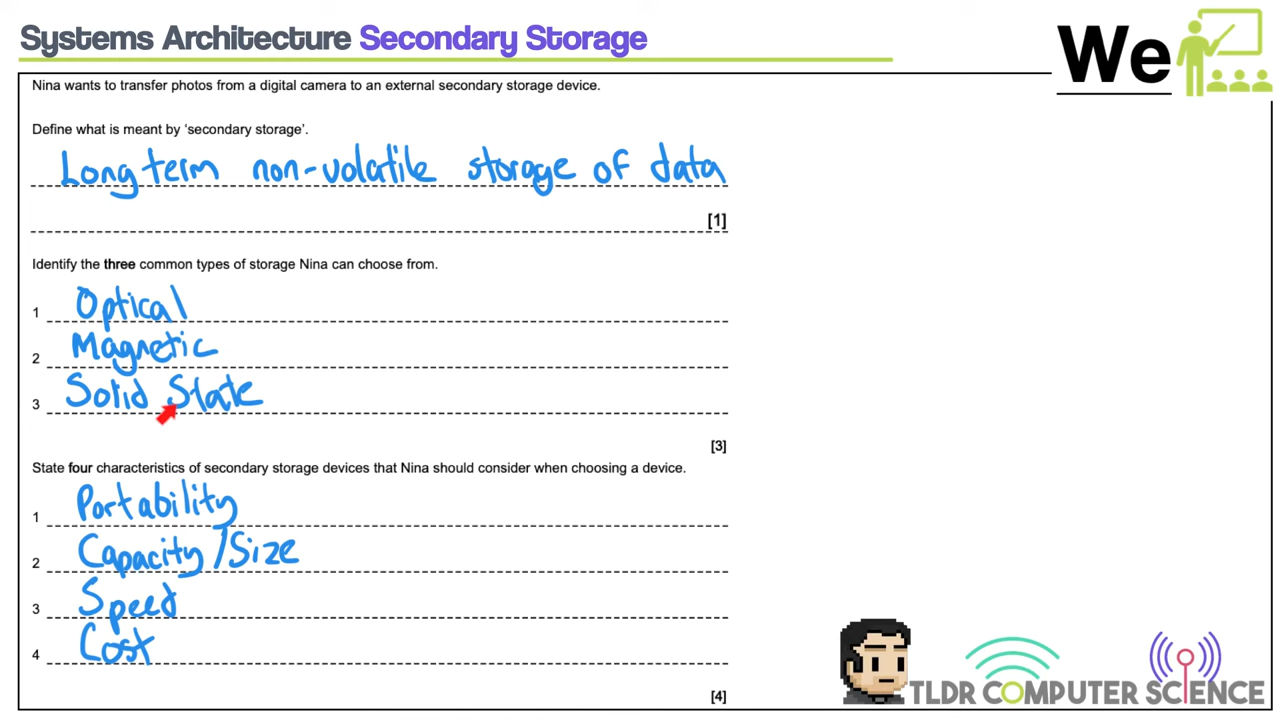 Systems Architecture Secondary Storage
We
Nina wants to transfer photos from a digital camera to an external secondary storage device.
Define what is meant by 'secondary storage'.
Long term non-volatile storage of data
[1]
Identify the three common types of storage Nina can choose from.
1 Optical
2 Magnetic
3 Solid State
[3]
State four characteristics of secondary storage devices that Nina should consider when choosing a device.
1 Portability
2 Capacity/Size
3 Speed
4 Cost
[4]
TLDR COMPUTER SCIENCE